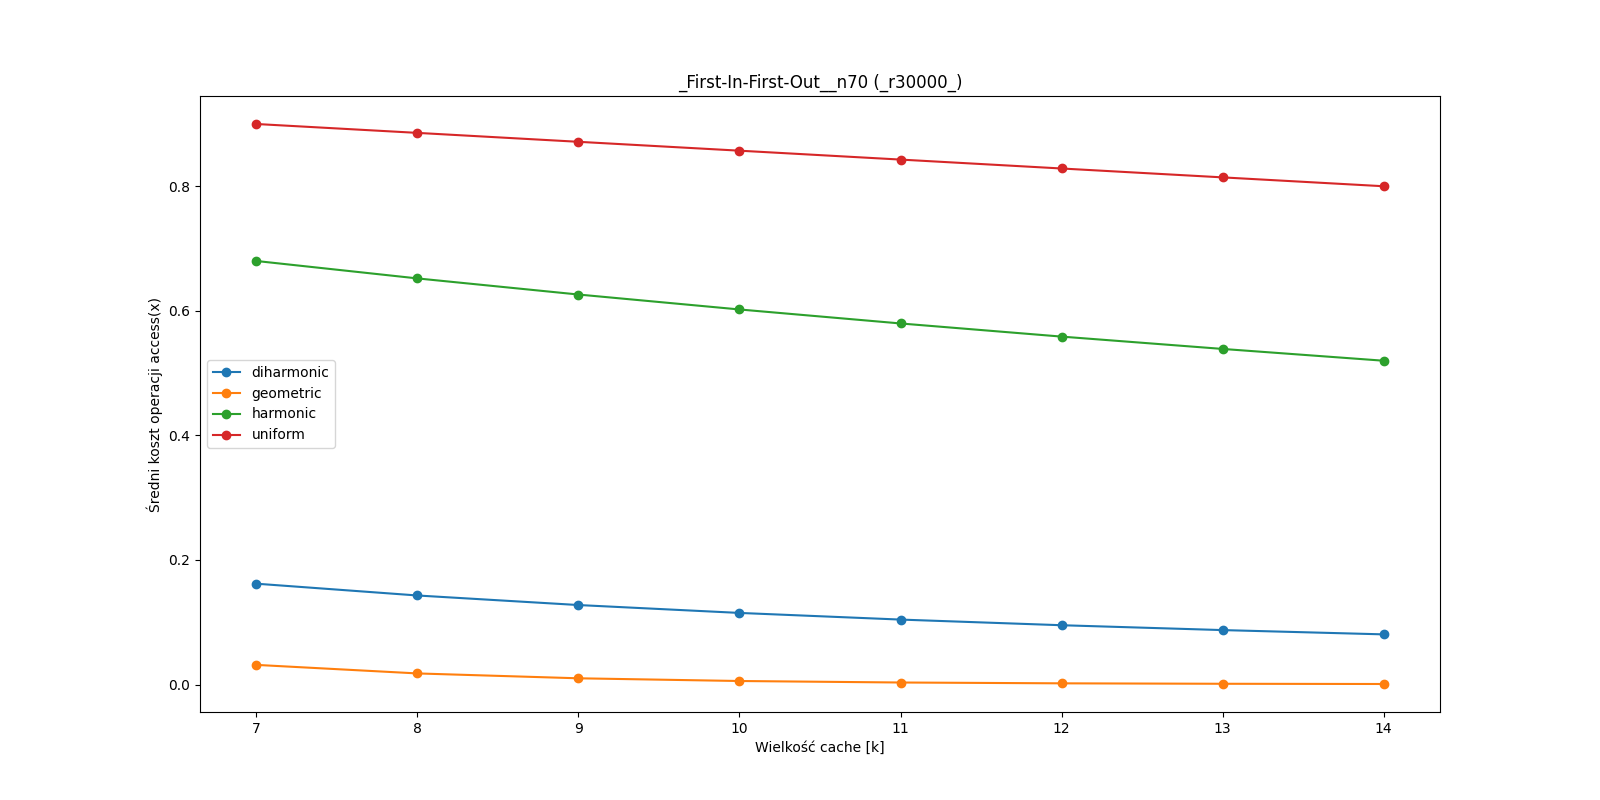 _First-In-First-Out__n70 (_r30000_)
Średni koszt operacji access(x)
0.8
0.6
0.4
0.2
0.0
diharmonic
geometric
harmonic
uniform
7 8 9 10 11 12 13 14
Wielkość cache [k]